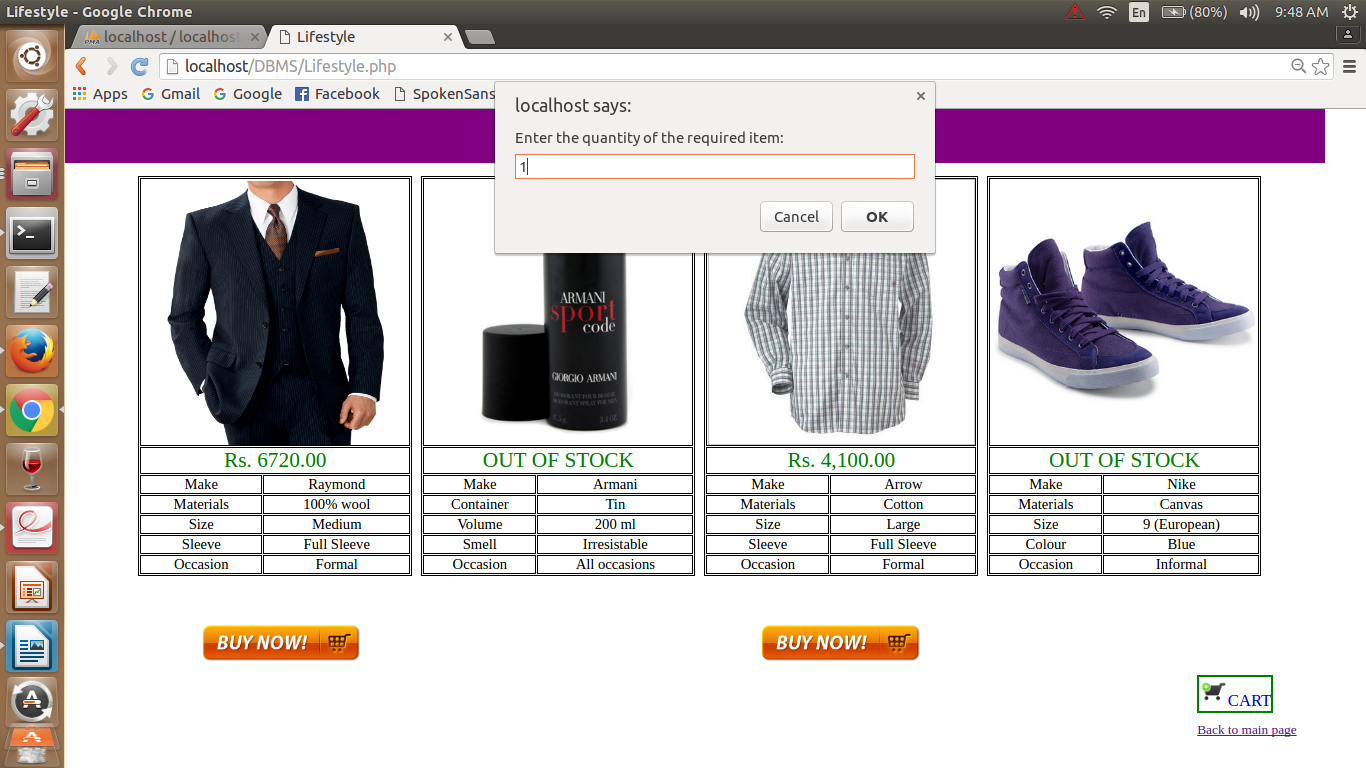 Lifestyle - Google Chrome
En (80%) 9:48 AM
localhost / localhos Lifestyle
localhost/DBMS/Lifestyle.php
Apps Gmail Google Facebook SpokenSans
localhost says:
Enter the quantity of the required item:
1
Cancel OK
ARMANI
sport
code
GIORGIO ARMANI
Rs. 6720.00 OUT OF STOCK Rs. 4,100.00 OUT OF STOCK
Make Raymond Make Armani Make Arrow Make Nike
Materials 100% wool Container Tin Materials Cotton Materials Canvas
Size Medium Volume 200 ml Size Large Size 9 (European)
Sleeve Full Sleeve Smell Irresistable Sleeve Full Sleeve Colour Blue
Occasion Formal Occasion All occasions Occasion Formal Occasion Informal
BUY NOW! BUY NOW!
CART
Back to main page